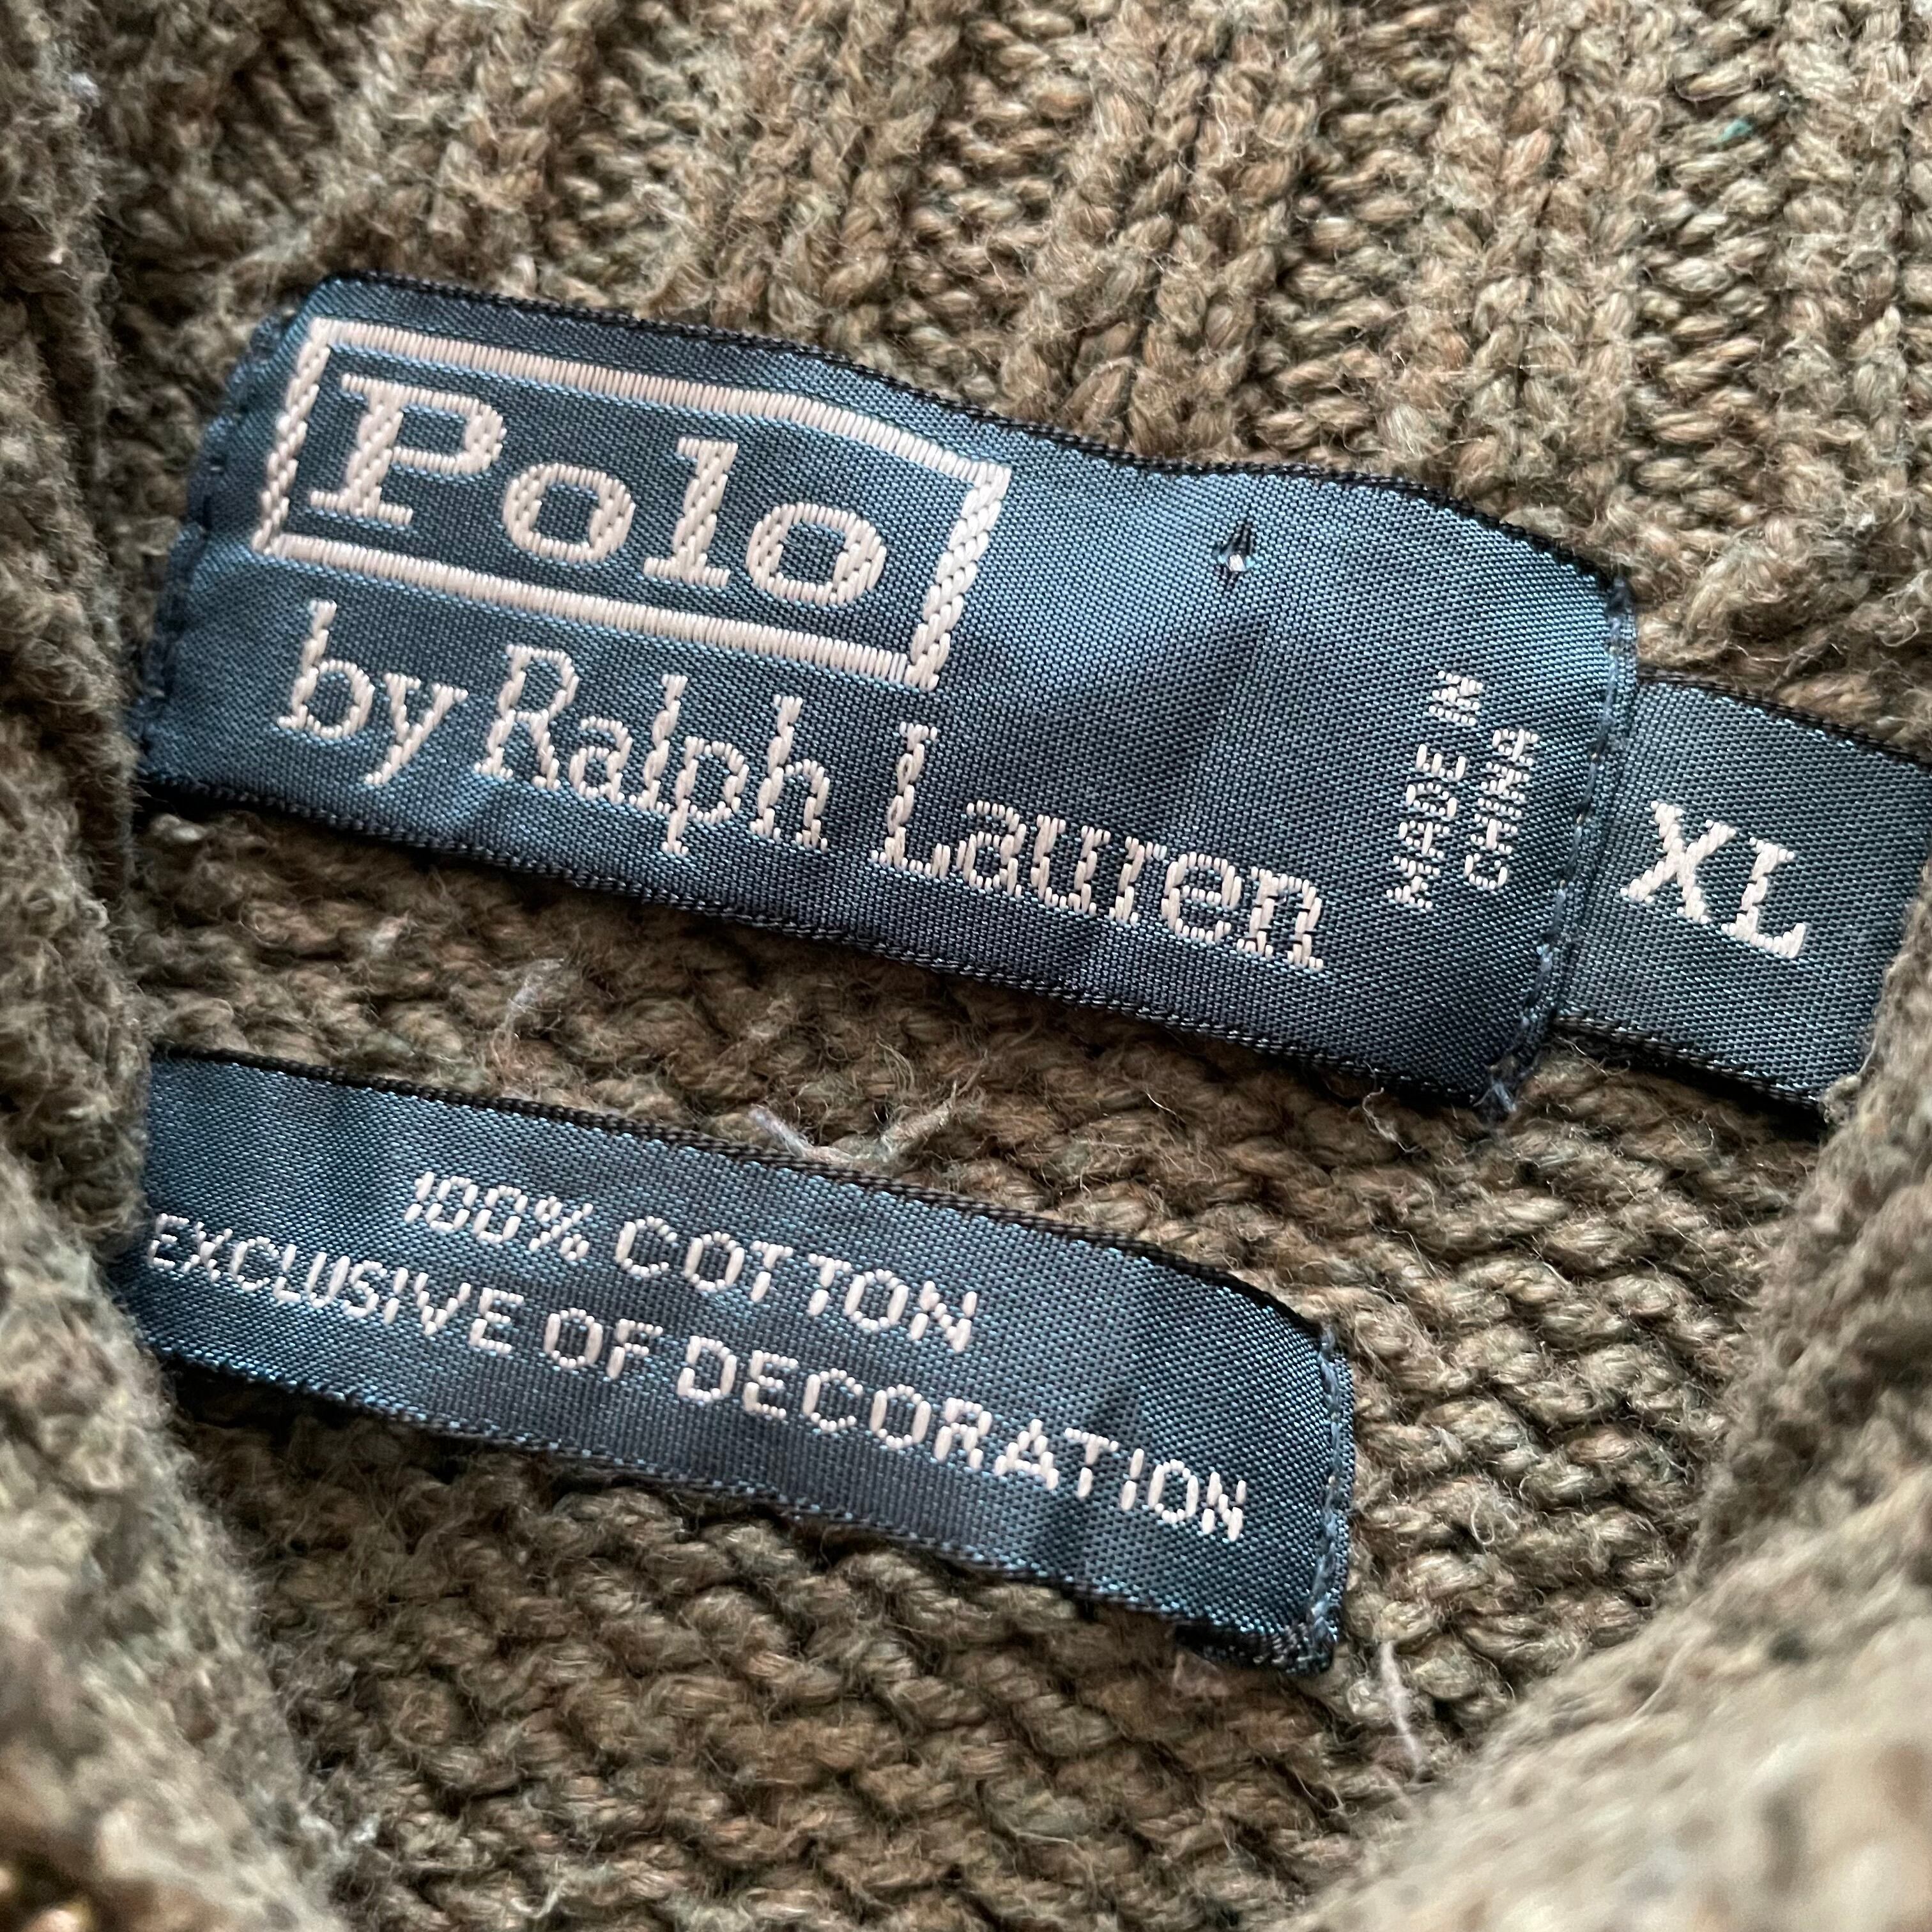 Polo
by Ralph Lauren
MADE IN
CHINA
XL
100% COTTON
EXCLUSIVE OF DECORATION